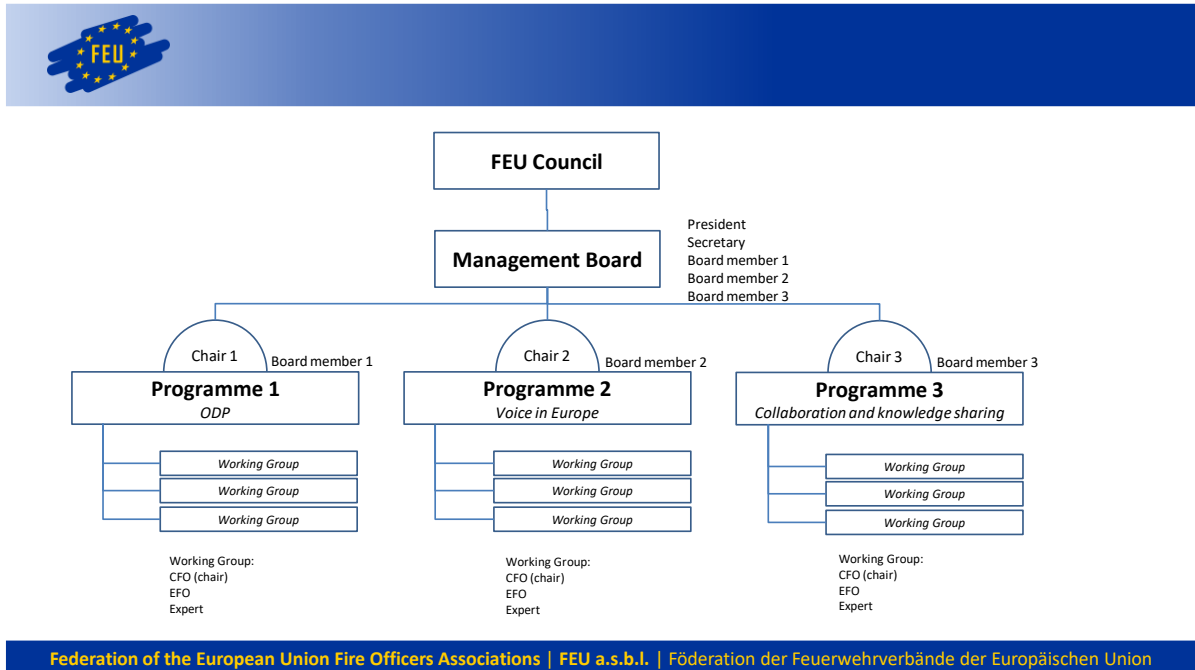 FEU
FEU Council
Management Board
President
Secretary
Board member 1
Board member 2
Board member 3
Chair 1
Board member 1
Programme 1
ODP
Working Group
Working Group
Working Group
Working Group:
CFO (chair)
EFO
Expert
Chair 2
Board member 2
Programme 2
Voice in Europe
Working Group
Working Group
Working Group
Working Group:
CFO (chair)
EFO
Expert
Chair 3
Board member 3
Programme 3
Collaboration and knowledge sharing
Working Group
Working Group
Working Group
Working Group:
CFO (chair)
EFO
Expert
Federation of the European Union Fire Officers Associations | FEU a.s.b.l. | Föderation der Feuerwehrverbände der Europäischen Union